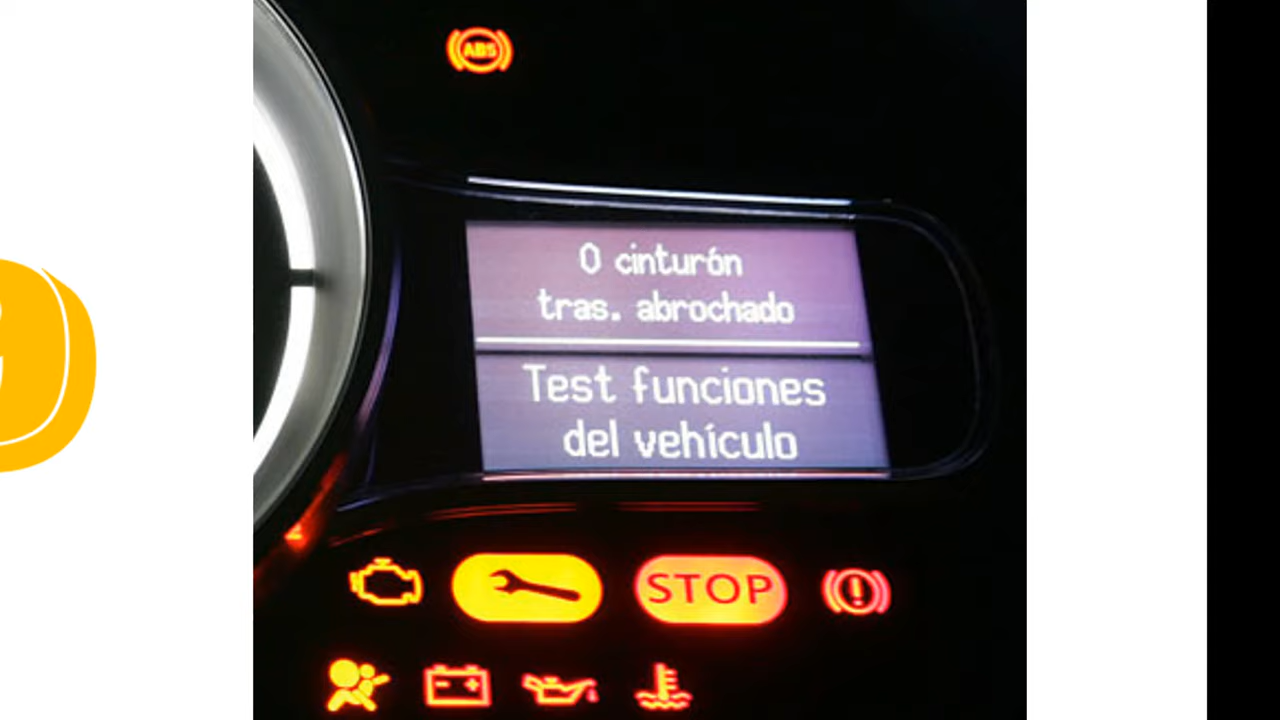 ABS
0 cinturón
tras. abrochado
Test funciones
del vehículo
STOP